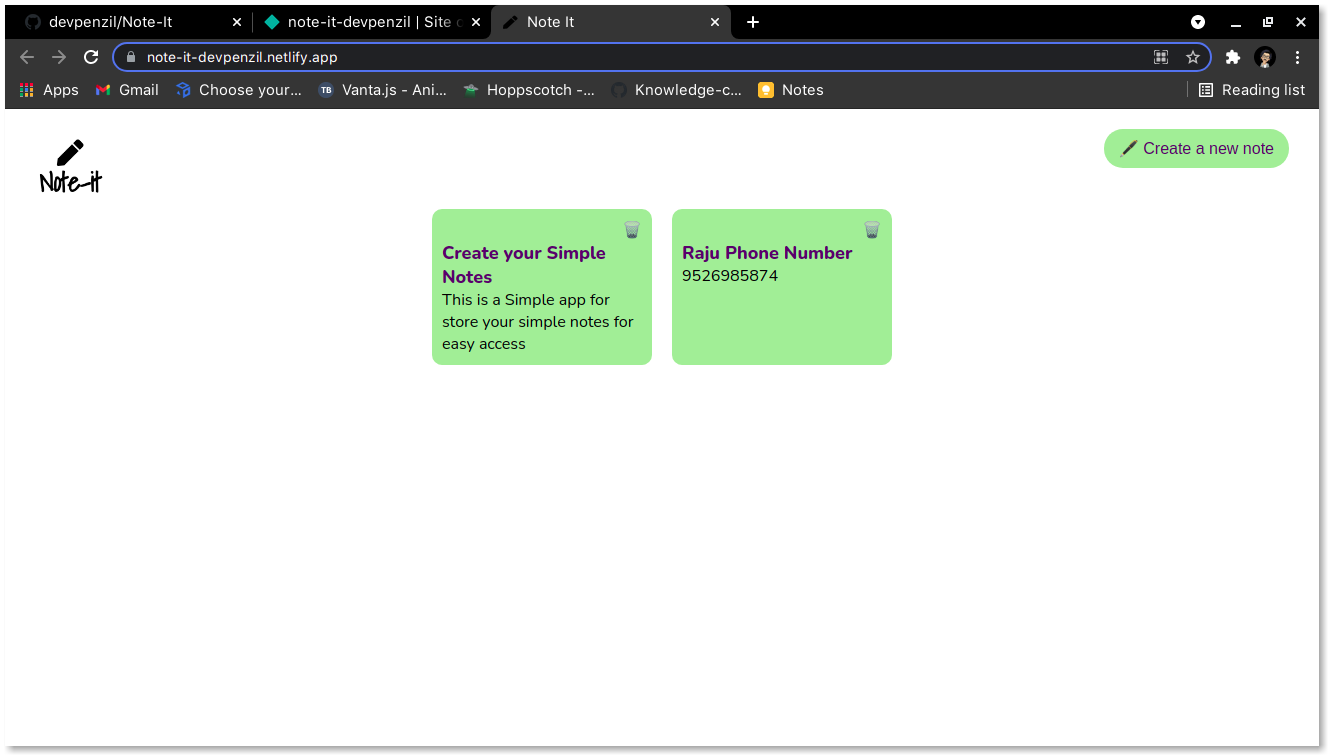 devpenzil/Note-It
note-it-devpenzil | Site
Note It
note-it-devpenzil.netlify.app
Apps
Gmail
Choose your...
TB
Vanta.js - Ani...
Hoppscotch -...
Knowledge-c...
Notes
Reading list
Note-it
Create a new note
Create your Simple
Notes
This is a Simple app for
store your simple notes for
easy access
Raju Phone Number
9526985874